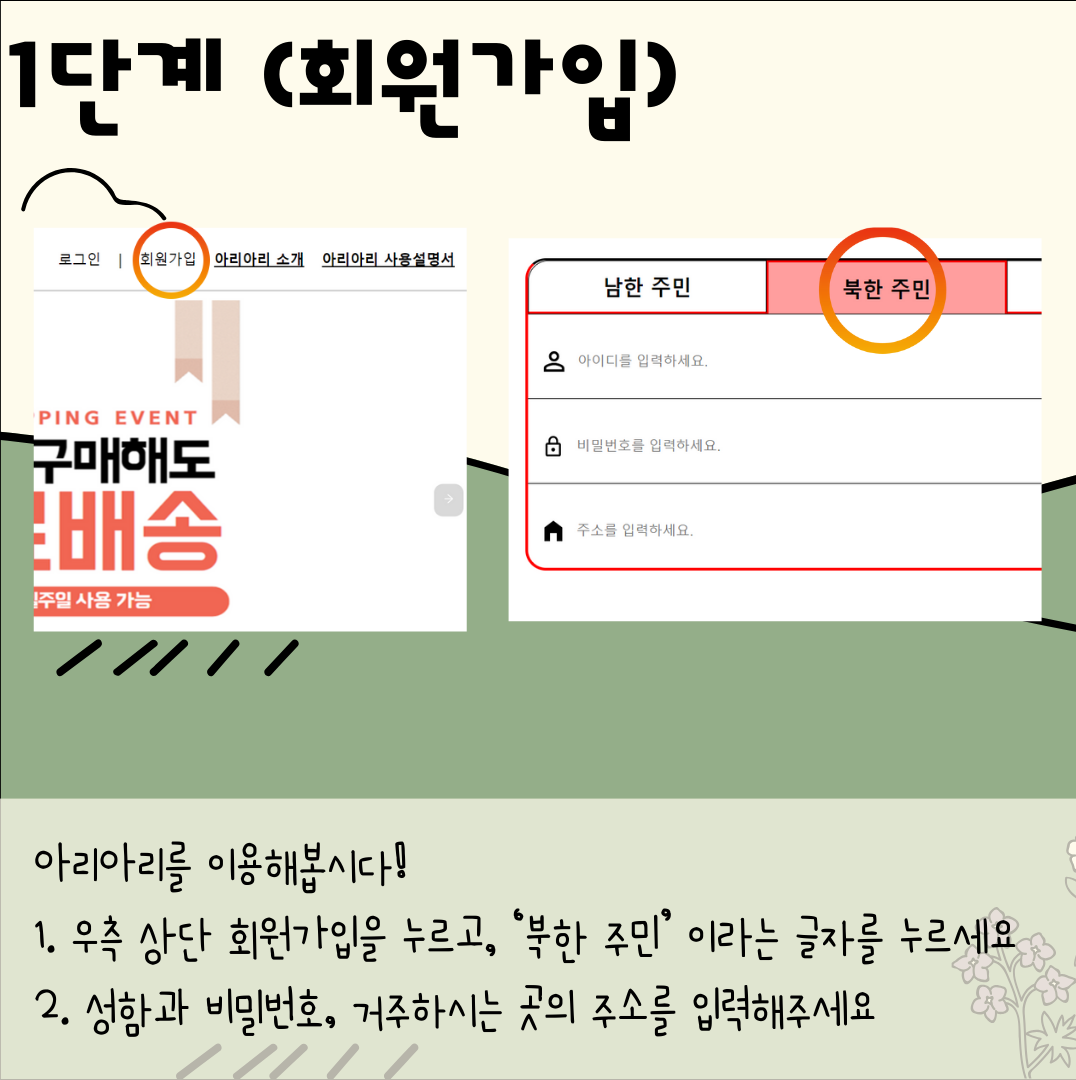 1단계 (회원가입)
로그인 | 회원가입 아리아리 소개 아리아리 사용설명서
PING EVENT
구매해도
배송
주일 사용 가능
남한 주민 북한 주민
아이디를 입력하세요.
비밀번호를 입력하세요.
주소를 입력하세요.
아리아리를 이용해봅시다!
1. 우측 상단 회원가입을 누르고, ‘북한 주민’ 이라는 글자를 누르세요
2. 성함과 비밀번호, 거주하시는 곳의 주소를 입력해주세요